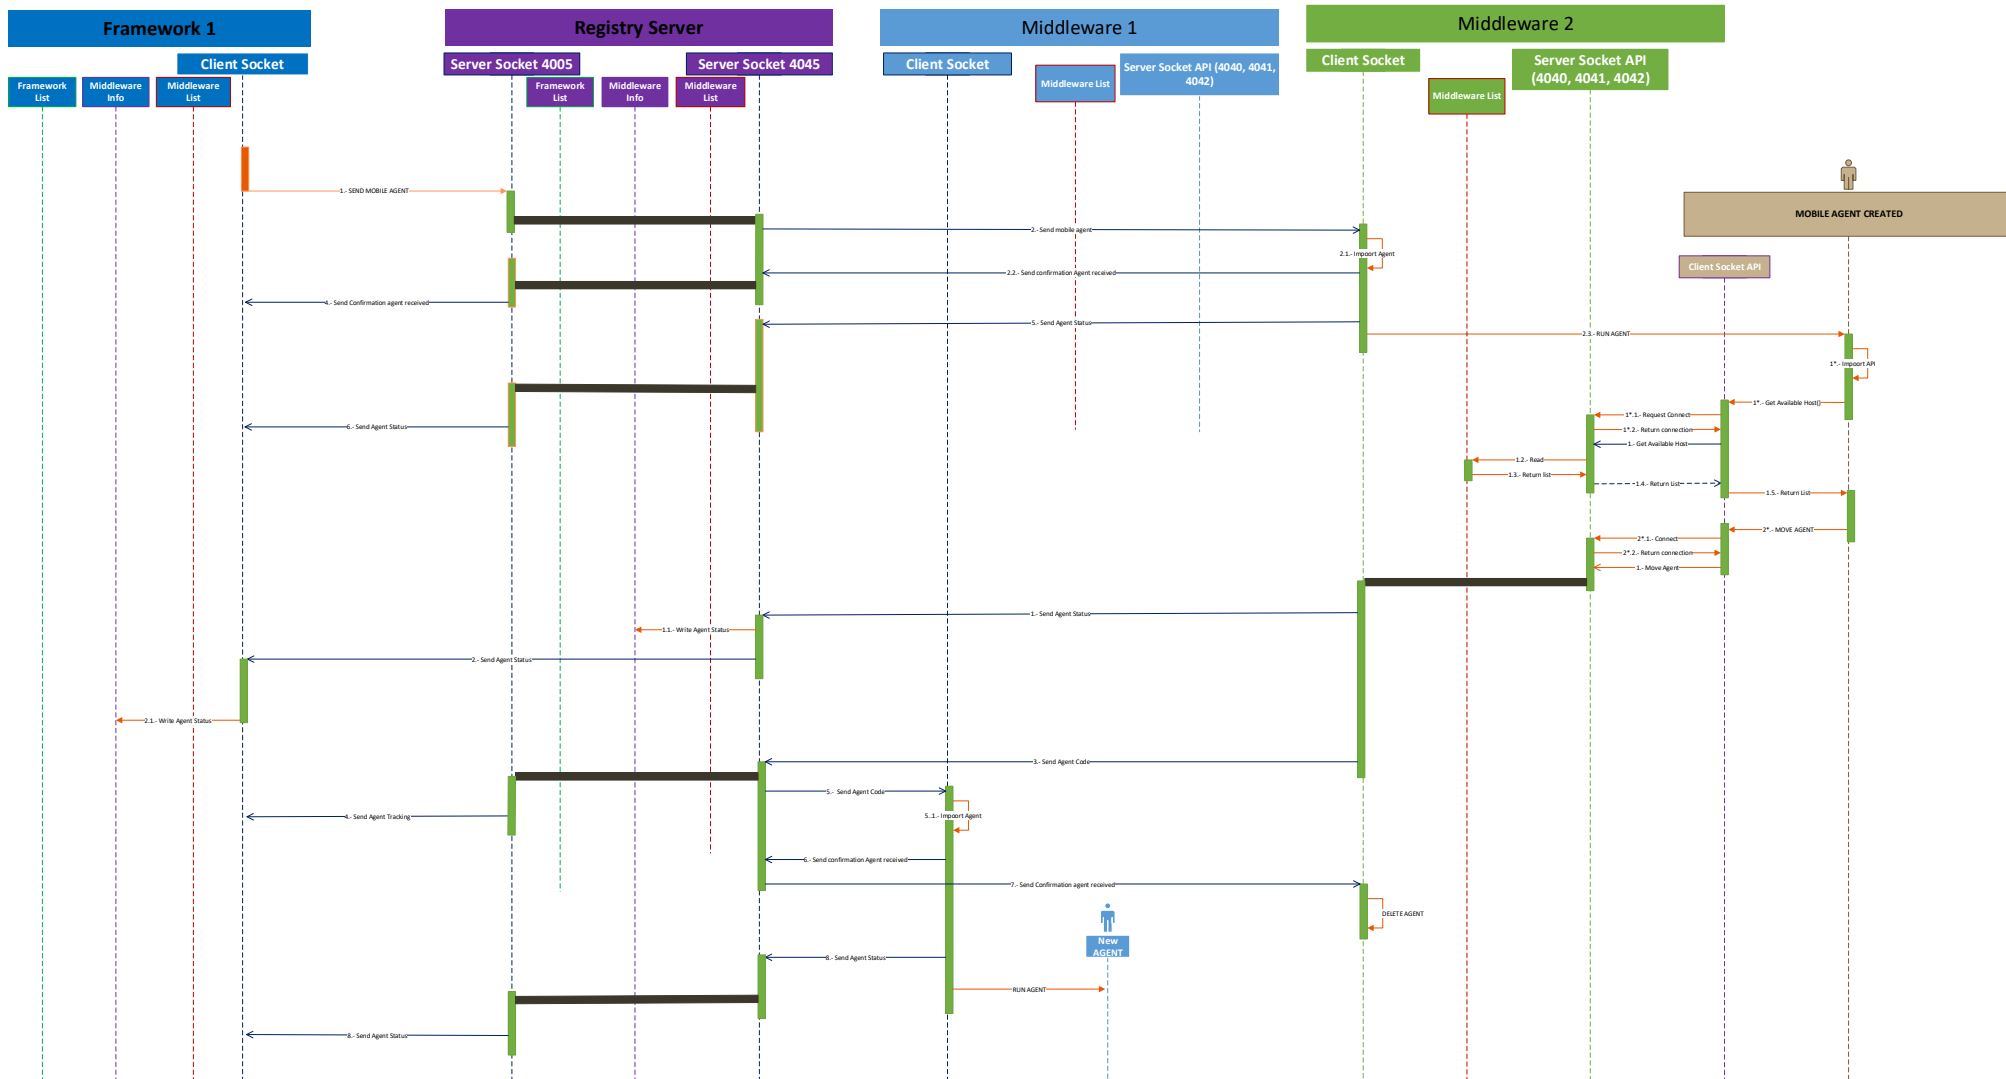 Framework 1
Registry Server
Middleware 1
Middleware 2
Client Socket
Server Socket 4005
Server Socket 4045
Client Socket
Client Socket
Server Socket API
(4040, 4041, 4042)
Server Socket API (4040, 4041,
4042)
Framework
List
Middleware
Info
Middleware
List
Framework
List
Middleware
Info
Middleware
List
Middleware List
Middleware List
1.- SEND MOBILE AGENT
MOBILE AGENT CREATED
2.- Send mobile agent
2.1.- Impoort Agent
Client Socket API
2.2.- Send confirmation Agent received
4.- Send Confirmation agent received
5.- Send Agent Status
2.3.- RUN AGENT
1*.- Impoort API
1*.- Get Available Host()
1*.1.- Request Connect
6.- Send Agent Status
1*.2.- Return connection
1.- Get Available Host
1.2.- Read
1.3.- Return list
1.4.- Return List
1.5.- Return List
2*.- MOVE AGENT
2*.1.- Connect
2*.2.- Return connection
1.- Move Agent
1.- Send Agent Status
1.1.- Write Agent Status
2.- Send Agent Status
2.1.- Write Agent Status
3.- Send Agent Code
5.- Send Agent Code
4.- Send Agent Tracking
5..1.- Impoort Agent
6.- Send confirmation Agent received
7.- Send Confirmation agent received
DELETE AGENT
New
AGENT
8.- Send Agent Status
RUN AGENT
8.- Send Agent Status